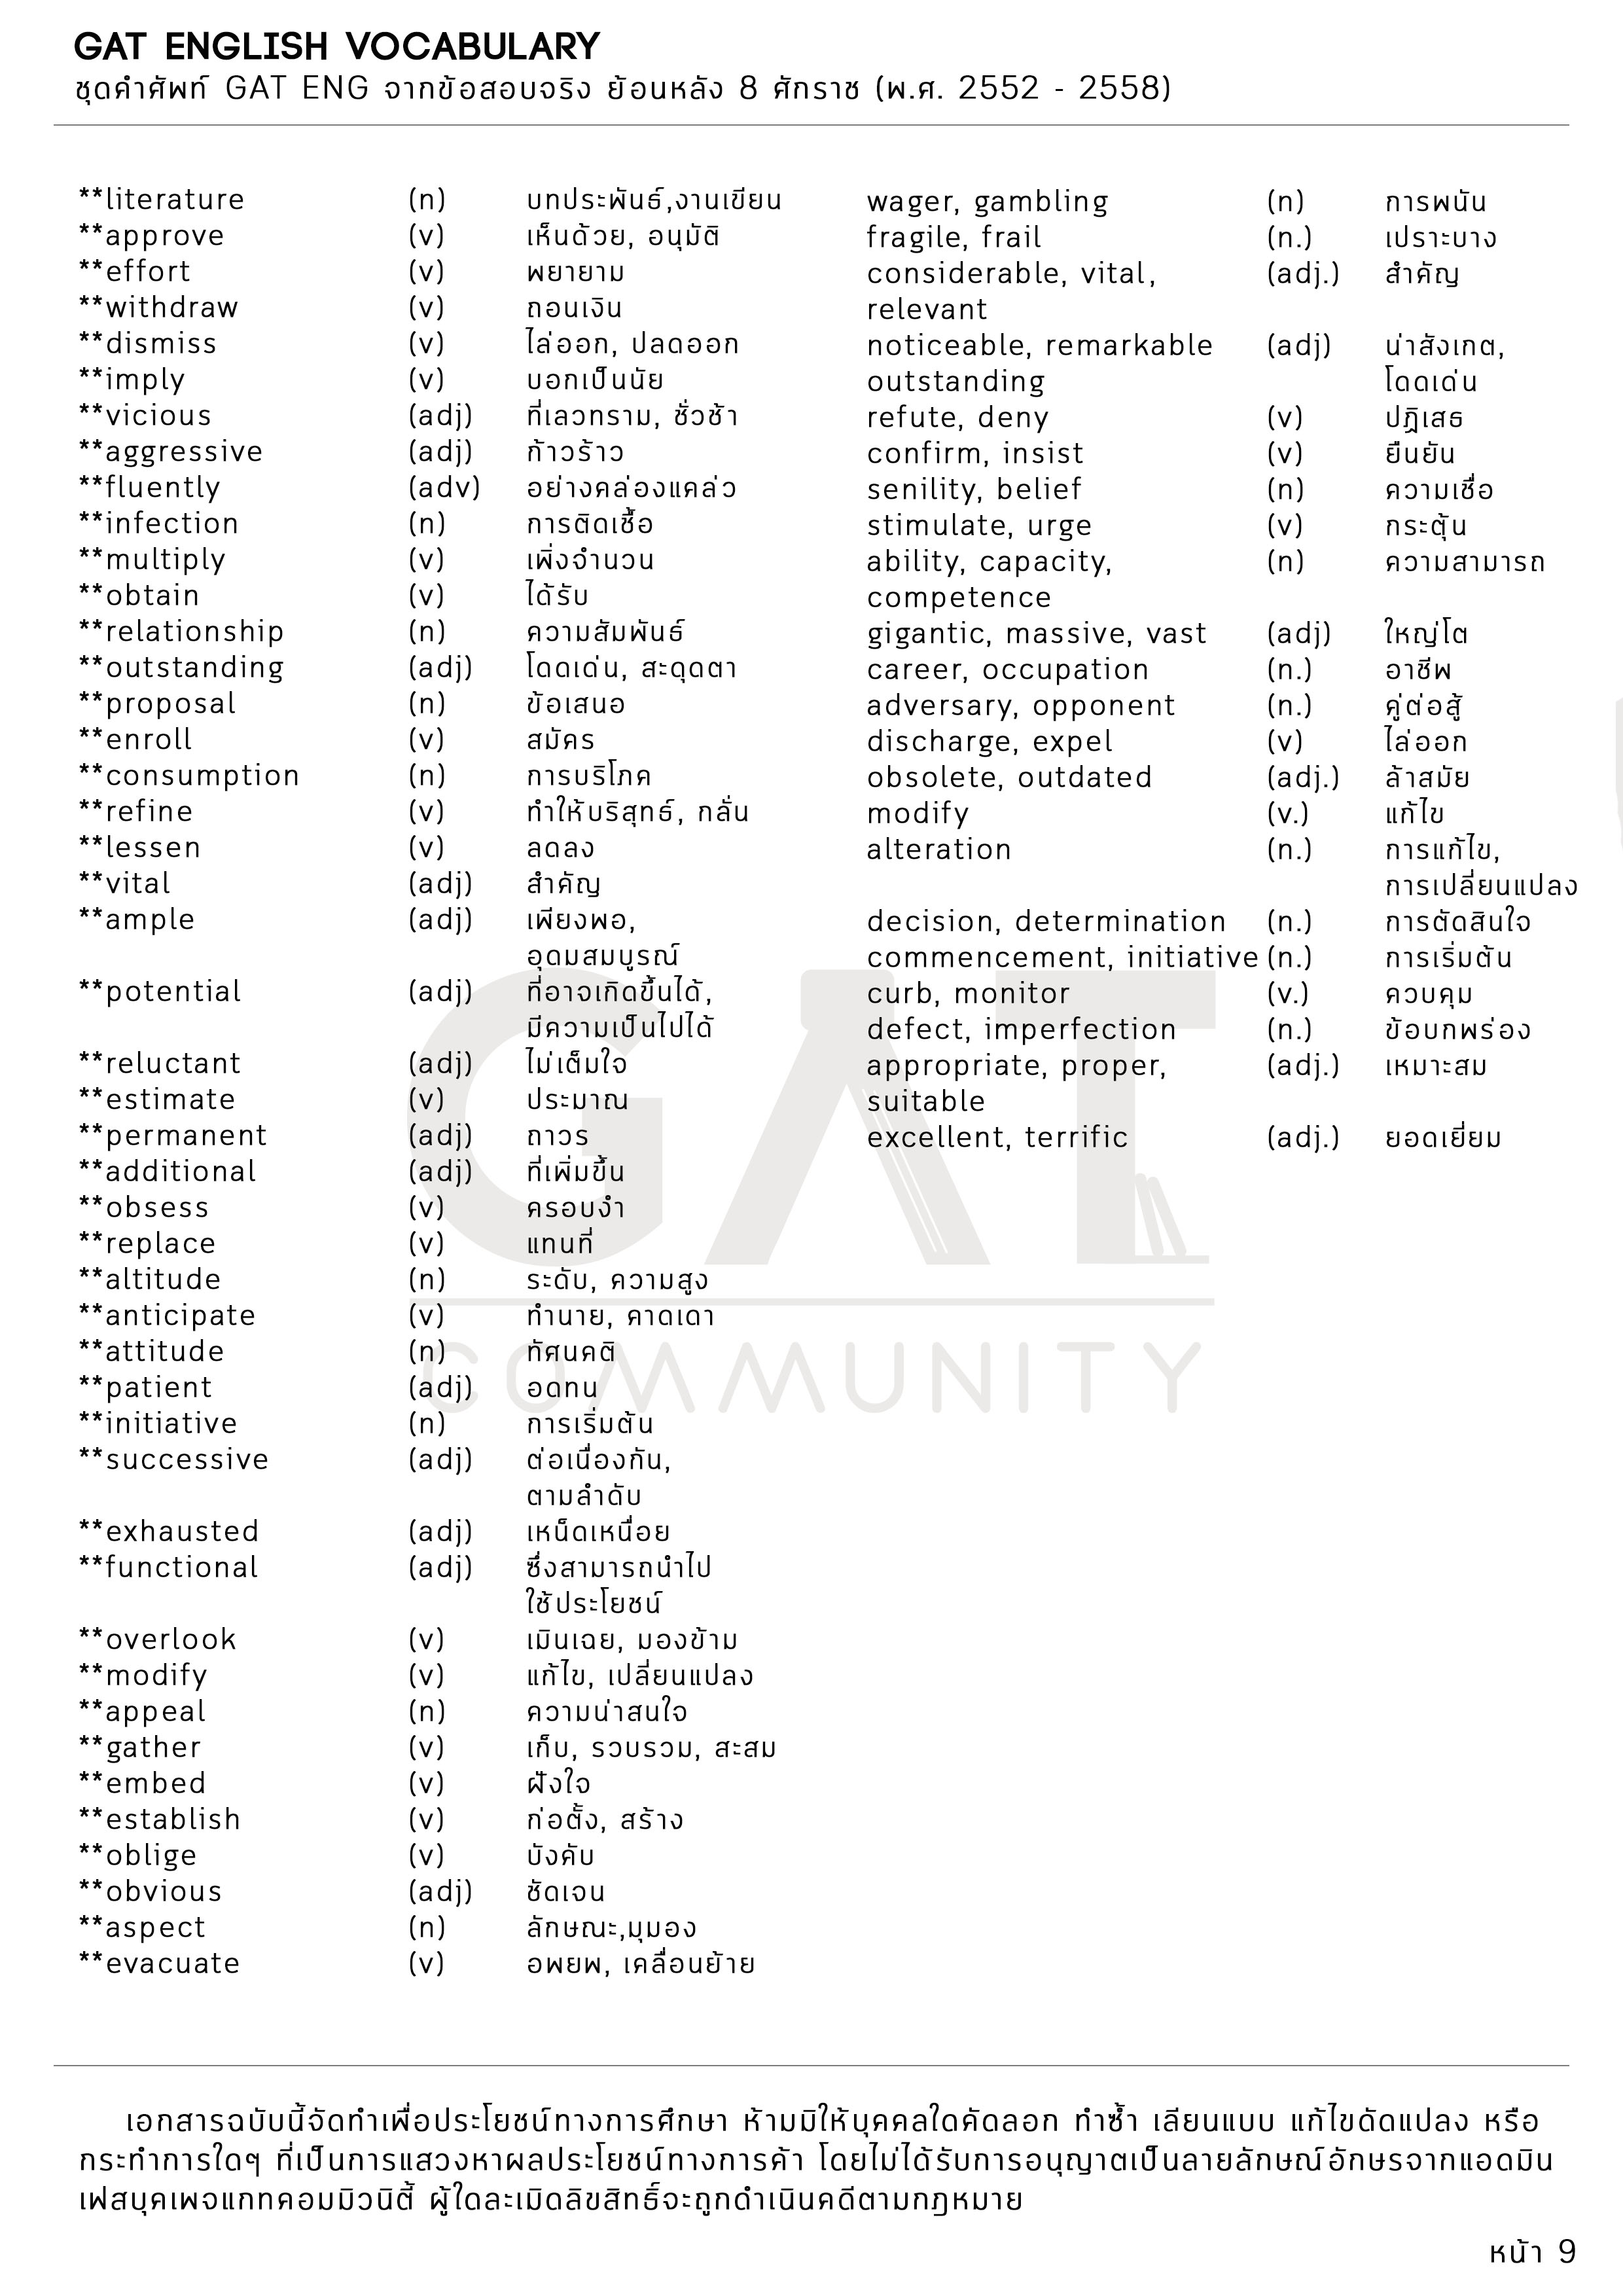 GAT ENGLISH VOCABULARY
ชุดคำศัพท์ GAT ENG จากข้อสอบจริง ย้อนหลัง 8 ศักราช (พ.ศ. 2552 - 2558)
**literature (n) บทประพันธ์,งานเขียน
**approve (v) เห็นด้วย, อนุมัติ
**effort (v) พยายาม
**withdraw (v) ถอนเงิน
**dismiss (v) ไล่ออก, ปลดออก
**imply (v) บอกเป็นนัย
**vicious (adj) ที่เลวทราม, ชั่วช้า
**aggressive (adj) ก้าวร้าว
**fluently (adv) อย่างคล่องแคล่ว
**infection (n) การติดเชื้อ
**multiply (v) เพิ่งจำนวน
**obtain (v) ได้รับ
**relationship (n) ความสัมพันธ์
**outstanding (adj) โดดเด่น, สะดุดตา
**proposal (n) ข้อเสนอ
**enroll (v) สมัคร
**consumption (n) การบริโภค
**refine (v) ทำให้บริสุทธ์, กลั่น
**lessen (v) ลดลง
**vital (adj) สำคัญ
**ample (adj) เพียงพอ,
อุดมสมบูรณ์
**potential (adj) ที่อาจเกิดขึ้นได้,
มีความเป็นไปได้
**reluctant (adj) ไม่เต็มใจ
**estimate (v) ประมาณ
**permanent (adj) ถาวร
**additional (adj) ที่เพิ่มขึ้น
**obsess (v) ครอบงำ
**replace (v) แทนที่
**altitude (n) ระดับ, ความสูง
**anticipate (v) ทำนาย, คาดเดา
**attitude (n) ทัศนคติ
**patient (adj) อดทน
**initiative (n) การเริ่มต้น
**successive (adj) ต่อเนื่องกัน,
ตามลำดับ
**exhausted (adj) เหน็ดเหนื่อย
**functional (adj) ซึ่งสามารถนำไป
ใช้ประโยชน์
**overlook (v) เมินเฉย, มองข้าม
**modify (v) แก้ไข, เปลี่ยนแปลง
**appeal (n) ความน่าสนใจ
**gather (v) เก็บ, รวบรวม, สะสม
**embed (v) ฝังใจ
**establish (v) ก่อตั้ง, สร้าง
**oblige (v) บังคับ
**obvious (adj) ชัดเจน
**aspect (n) ลักษณะ,มุมอง
**evacuate (v) อพยพ, เคลื่อนย้าย
wager, gambling (n) การพนัน
fragile, frail (n.) เปราะบาง
considerable, vital, (adj.) สำคัญ
relevant
noticeable, remarkable (adj) น่าสังเกต,
outstanding โดดเด่น
refute, deny (v) ปฎิเสธ
confirm, insist (v) ยืนยัน
senility, belief (n) ความเชื่อ
stimulate, urge (v) กระตุ้น
ability, capacity, (n) ความสามารถ
competence
gigantic, massive, vast (adj) ใหญ่โต
career, occupation (n.) อาชีพ
adversary, opponent (n.) คู่ต่อสู้
discharge, expel (v) ไล่ออก
obsolete, outdated (adj.) ล้าสมัย
modify (v.) แก้ไข
alteration (n.) การแก้ไข,
การเปลี่ยนแปลง
decision, determination (n.) การตัดสินใจ
commencement, initiative (n.) การเริ่มต้น
curb, monitor (v.) ควบคุม
defect, imperfection (n.) ข้อบกพร่อง
appropriate, proper, (adj.) เหมาะสม
suitable
excellent, terrific (adj.) ยอดเยี่ยม
GAT
COMMUNITY
เอกสารฉบับนี้จัดทำเพื่อประโยชน์ทางการศึกษา ห้ามมิให้บุคคลใดคัดลอก ทำซ้ำ เลียนแบบ แก้ไขดัดแปลง หรือ
กระทำการใดๆ ที่เป็นการแสวงหาผลประโยชน์ทางการค้า โดยไม่ได้รับการอนุญาตเป็นลายลักษณ์อักษรจากแอดมิน
เฟสบุคเพจแกทคอมมิวนิตี้ ผู้ใดละเมิดลิขสิทธิ์จะถูกดำเนินคดีตามกฎหมาย
หน้า 9